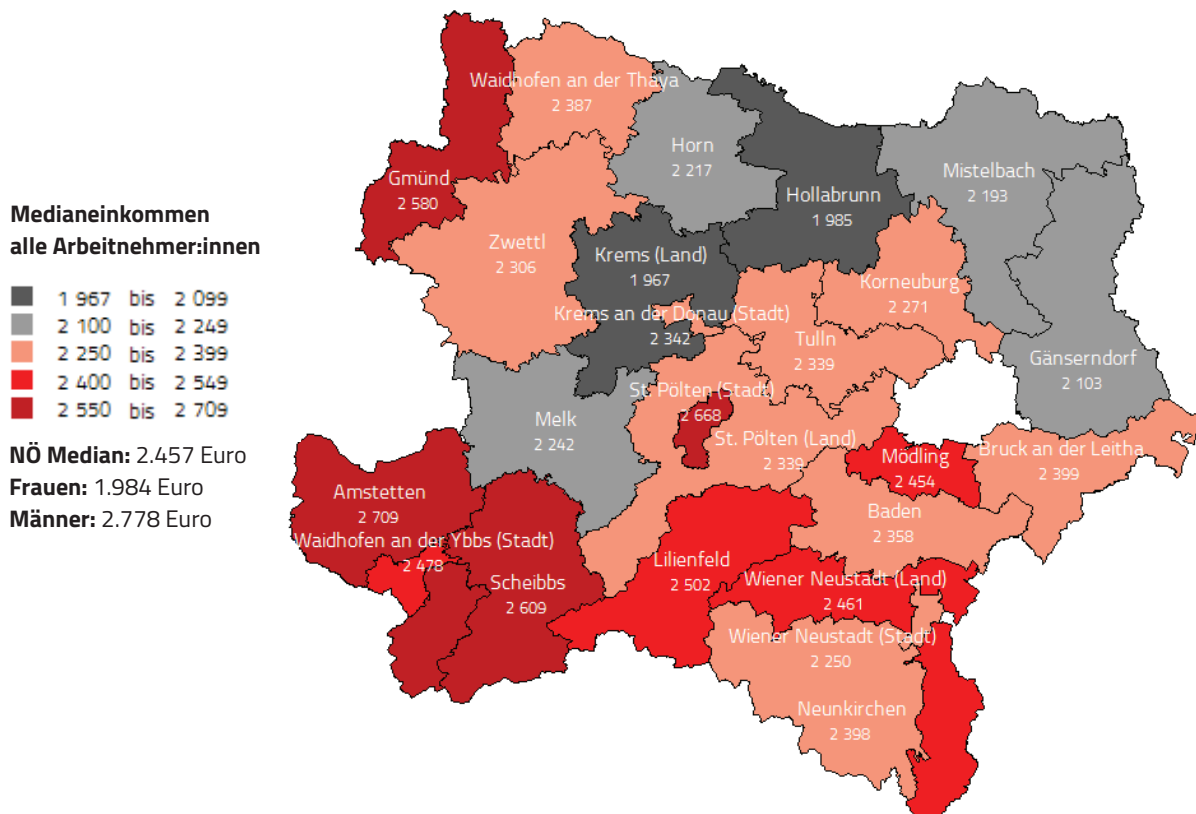 Medianeinkommen
alle Arbeitnehmer:innen
1 967 bis 2 099
2 100 bis 2 249
2 250 bis 2 399
2 400 bis 2 549
2 550 bis 2 709
NÖ Median: 2.457 Euro
Frauen: 1.984 Euro
Männer: 2.778 Euro
Waidhofen an der Thaya
2 387
Horn
2 217
Mistelbach
2 193
Gmünd
2 580
Hollabrunn
1 985
Zwettl
2 306
Krems (Land)
1 967
Korneuburg
2 271
Krems an der Donau (Stadt)
2 342
Tulln
2 339
Gänserndorf
2 103
St. Pölten (Stadt)
2 668
Melk
2 242
St. Pölten (Land)
2 339
Mödling
2 454
Bruck an der Leitha
2 399
Amstetten
2 709
Baden
2 358
Waidhofen an der Ybbs (Stadt)
2 478
Lilienfeld
2 502
Scheibbs
2 609
Wiener Neustadt (Land)
2 461
Wiener Neustadt (Stadt)
2 250
Neunkirchen
2 398